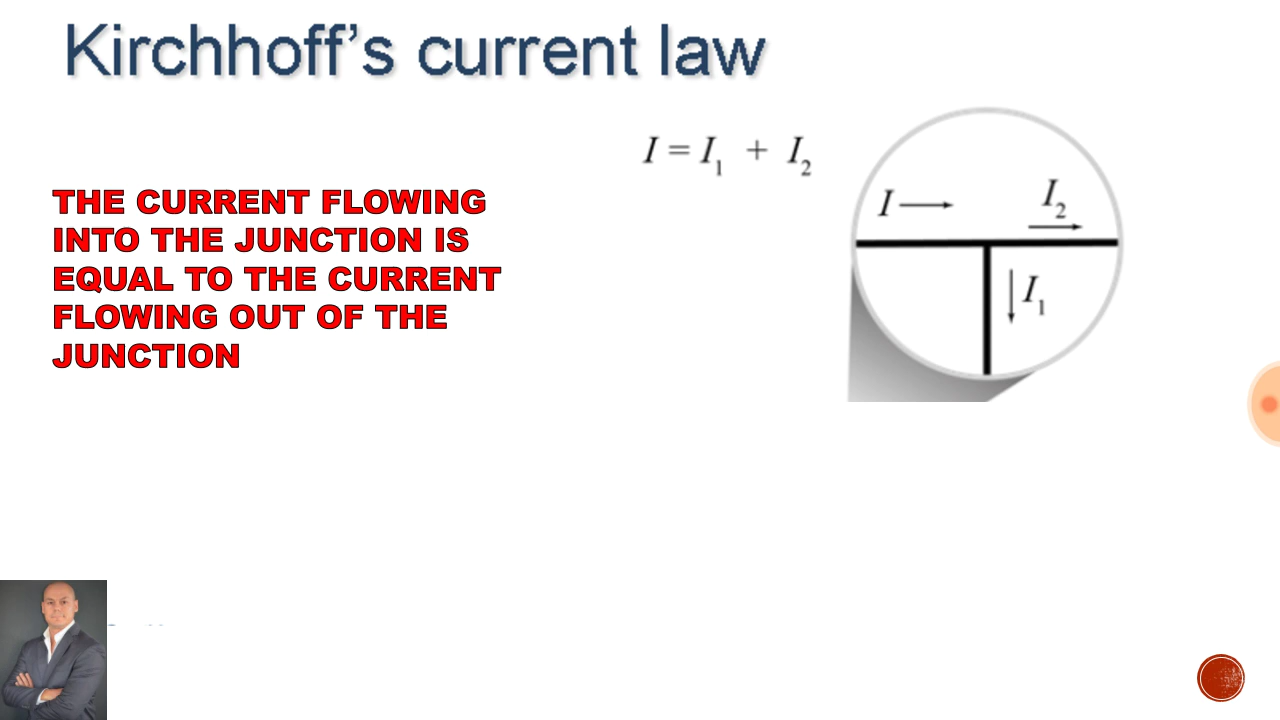 Kirchhoff's current law
I = I₁ + I₂
THE CURRENT FLOWING
INTO THE JUNCTION IS
EQUAL TO THE CURRENT
FLOWING OUT OF THE
JUNCTION
I
I₂
I₁